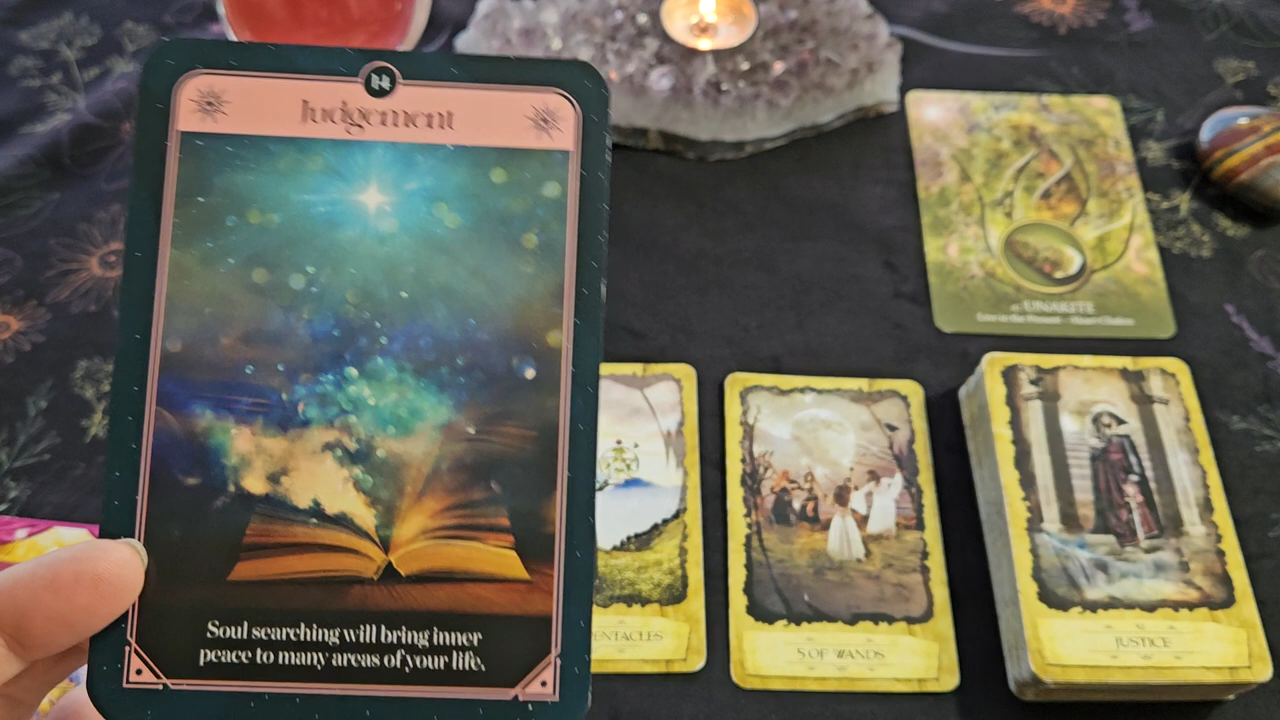 Judgement
Soul searching will bring inner
peace to many areas of your life.
UNAKITE
Live in the Present - Heart Chakra
ENTACLES
5 OF WANDS
JUSTICE